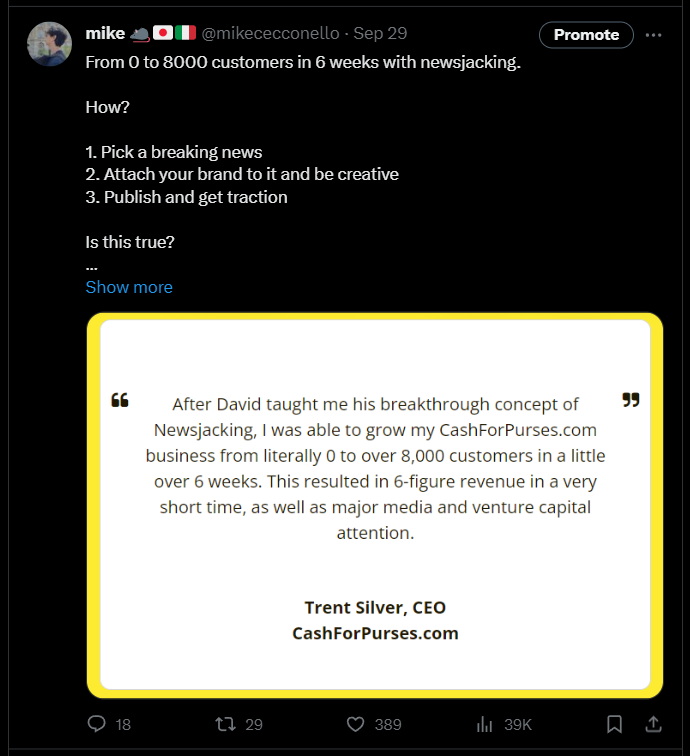 mike @mikececconello · Sep 29
Promote
From 0 to 8000 customers in 6 weeks with newsjacking.
How?
1. Pick a breaking news
2. Attach your brand to it and be creative
3. Publish and get traction
Is this true?
...
Show more
“ After David taught me his breakthrough concept of ”
Newsjacking, I was able to grow my CashForPurses.com
business from literally 0 to over 8,000 customers in a little
over 6 weeks. This resulted in 6-figure revenue in a very
short time, as well as major media and venture capital
attention.
Trent Silver, CEO
CashForPurses.com
18 29 389 39K